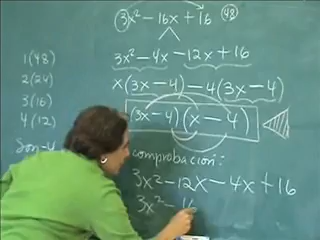 3x² - 16x + 16 (48)
3x² - 4x - 12x + 16
x(3x - 4) - 4(3x - 4)
(3x - 4)(x - 4)
1(48)
2(24)
3(16)
4(12)
comprobación:
3x² - 12x - 4x + 16
3x² - 1